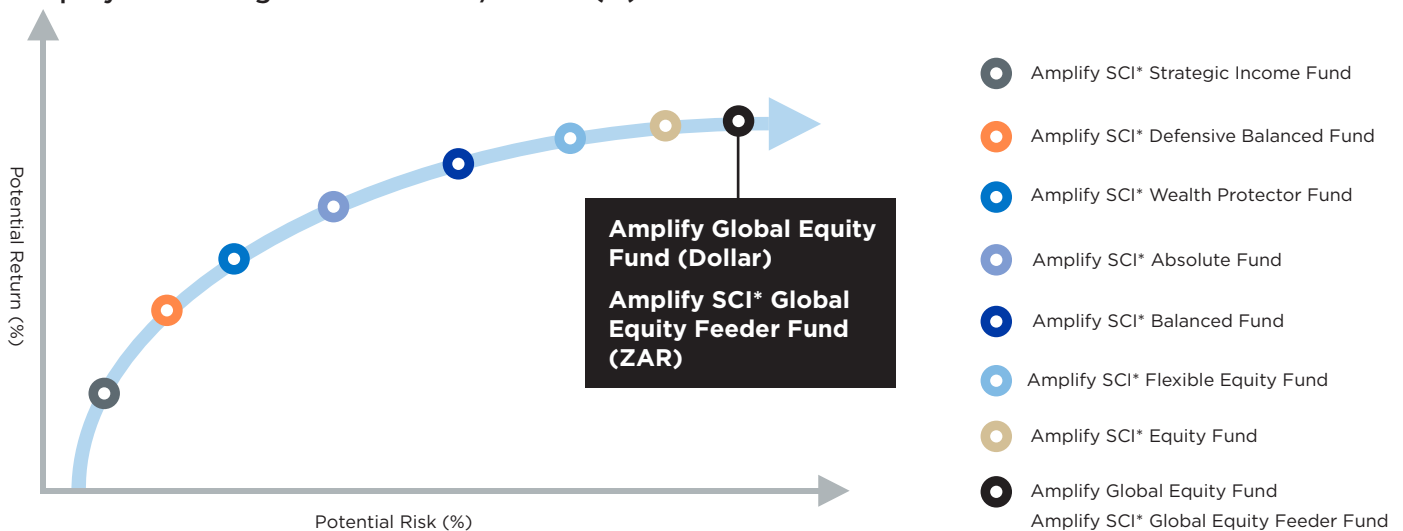 Potential Return (%)
Potential Risk (%)
Amplify Global Equity
Fund (Dollar)
Amplify SCI* Global
Equity Feeder Fund
(ZAR)
Amplify SCI* Strategic Income Fund
Amplify SCI* Defensive Balanced Fund
Amplify SCI* Wealth Protector Fund
Amplify SCI* Absolute Fund
Amplify SCI* Balanced Fund
Amplify SCI* Flexible Equity Fund
Amplify SCI* Equity Fund
Amplify Global Equity Fund
Amplify SCI* Global Equity Feeder Fund